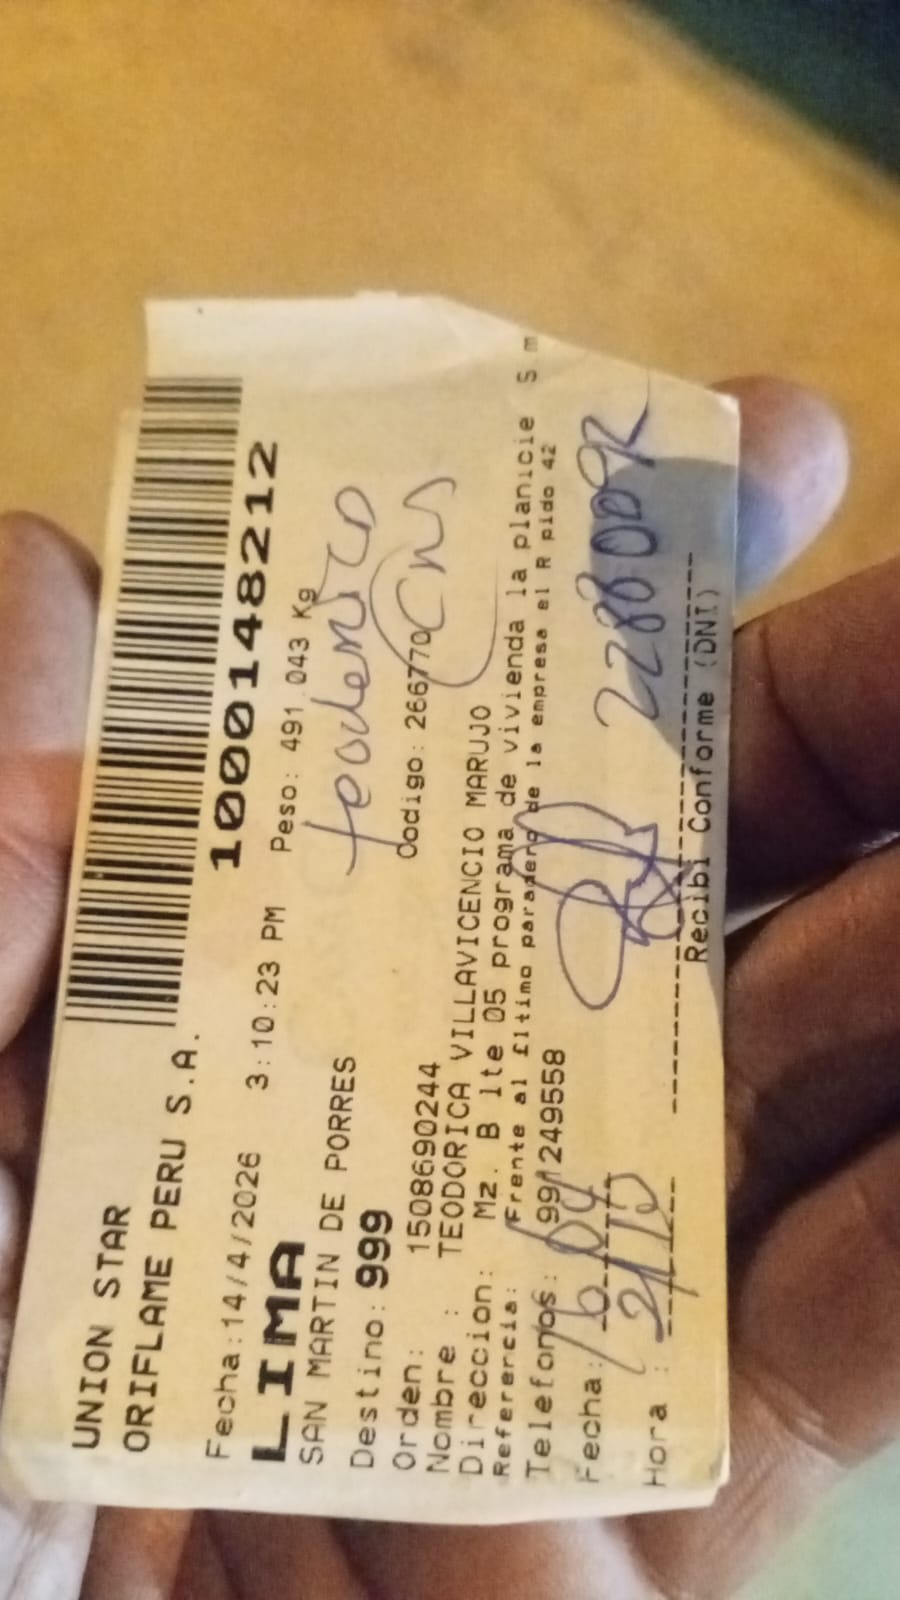 UNION STAR
ORIFLAME PERU S.A.
1000148212
Fecha:14/4/2026 3:10:23 PM Peso: 491.043 Kg
LIMA
SAN MARTIN DE PORRES
Destino: 999
Orden: 1508690244 Codigo: 266770
Nombre : TEODORICA VILLAVICENCIO MARUJO
Direccion: Mz. B lte 05 programa de vivienda la planicie S m
Referencia: Frente al £ltimo paradero de la empresa el R pido 42
Telefonos: 991249558
Fecha:
Hora :
Recibi Conforme (DNI)